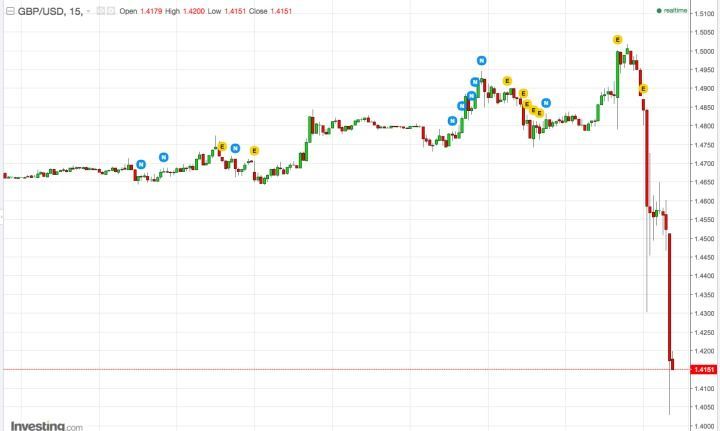 GBP/USD, 15, Open 1.4179 High 1.4200 Low 1.4151 Close 1.4151
realtime
1.5100
1.5050
1.5000
1.4950
1.4900
1.4850
1.4800
1.4750
1.4700
1.4650
1.4600
1.4550
1.4500
1.4450
1.4400
1.4350
1.4300
1.4250
1.4200
1.4151
1.4100
1.4050
1.4000
E
N
E
N
N
N
N
E
E
E
E
E
N
E
N
N
E
N
E
Investing.com